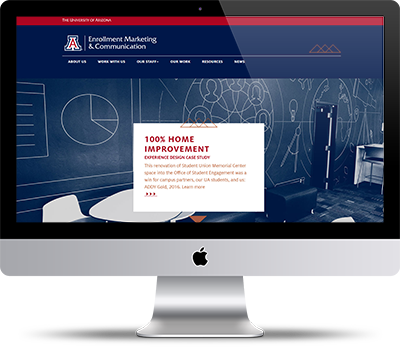 THE UNIVERSITY OF ARIZONA
A
Enrollment Marketing
& Communication
ABOUT US WORK WITH US OUR STAFF+ OUR WORK RESOURCES NEWS
100% HOME
IMPROVEMENT
EXPERIENCE DESIGN CASE STUDY
This renovation of Student Union Memorial Center
space into the Office of Student Engagement was a
win for campus partners, our UA students, and us:
ADDY Gold, 2016. Learn more